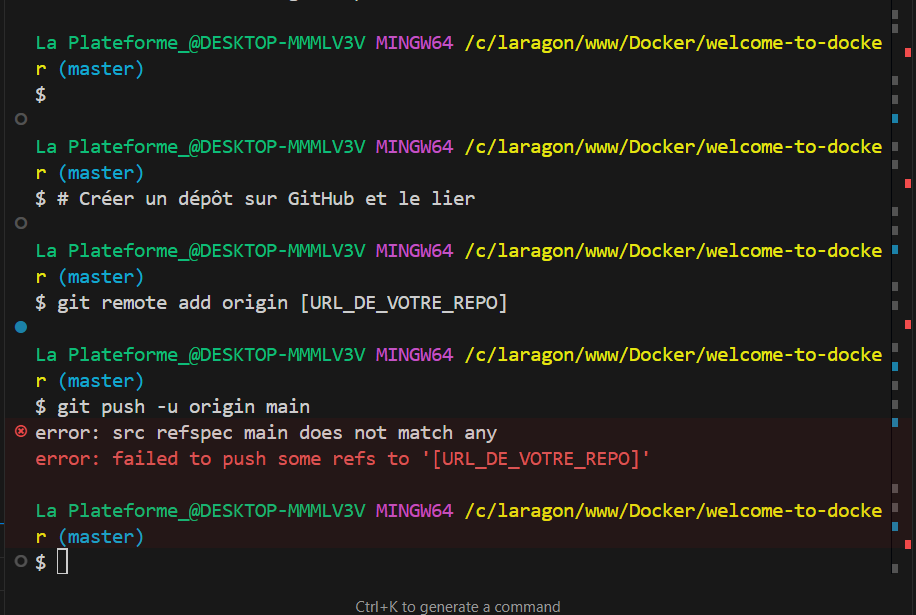 La Plateforme_@DESKTOP-MMMLV3V MINGW64 /c/laragon/www/Docker/welcome-to-docke
r (master)
$
La Plateforme_@DESKTOP-MMMLV3V MINGW64 /c/laragon/www/Docker/welcome-to-docke
r (master)
$ # Créer un dépôt sur GitHub et le lier
La Plateforme_@DESKTOP-MMMLV3V MINGW64 /c/laragon/www/Docker/welcome-to-docke
r (master)
$ git remote add origin [URL_DE_VOTRE_REPO]
La Plateforme_@DESKTOP-MMMLV3V MINGW64 /c/laragon/www/Docker/welcome-to-docke
r (master)
$ git push -u origin main
error: src refspec main does not match any
error: failed to push some refs to '[URL_DE_VOTRE_REPO]'
La Plateforme_@DESKTOP-MMMLV3V MINGW64 /c/laragon/www/Docker/welcome-to-docke
r (master)
$
Ctrl+K to generate a command